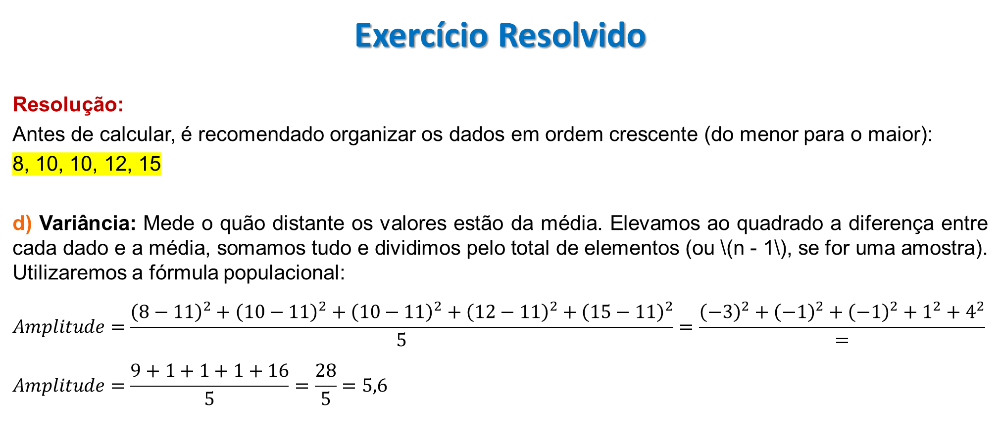 Exercício Resolvido
Resolução:
Antes de calcular, é recomendado organizar os dados em ordem crescente (do menor para o maior):
8, 10, 10, 12, 15
d) Variância: Mede o quão distante os valores estão da média. Elevamos ao quadrado a diferença entre
cada dado e a média, somamos tudo e dividimos pelo total de elementos (ou \(n - 1\), se for uma amostra).
Utilizaremos a fórmula populacional:
Amplitude = \frac{(8 − 11)² + (10 − 11)² + (10 − 11)² + (12 − 11)² + (15 − 11)²}{5} = \frac{(−3)² + (−1)² + (−1)² + 1² + 4²}{=}
Amplitude = \frac{9 + 1 + 1 + 1 + 16}{5} = \frac{28}{5} = 5,6